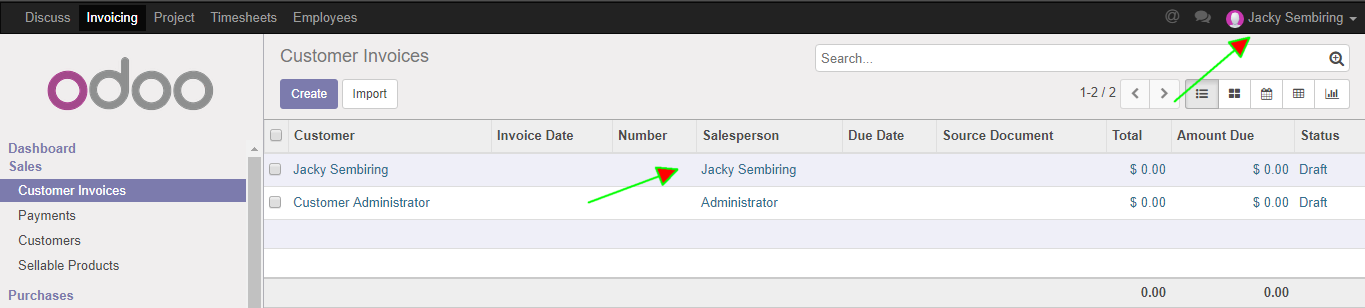 Discuss Invoicing Project Timesheets Employees @ Jacky Sembiring
odoo
Dashboard
Sales
Customer Invoices
Payments
Customers
Sellable Products
Purchases
Customer Invoices
Search...
Create Import
1-2 / 2
Customer Invoice Date Number Salesperson Due Date Source Document Total Amount Due Status
Jacky Sembiring Jacky Sembiring $ 0.00 $ 0.00 Draft
Customer Administrator Administrator $ 0.00 $ 0.00 Draft
0.00 0.00